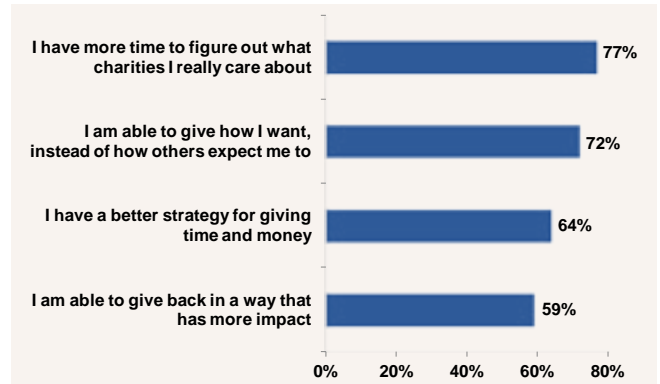 I have more time to figure out what
charities I really care about
77%
I am able to give how I want,
instead of how others expect me to
72%
I have a better strategy for giving
time and money
64%
I am able to give back in a way that
has more impact
59%
0% 20% 40% 60% 80%